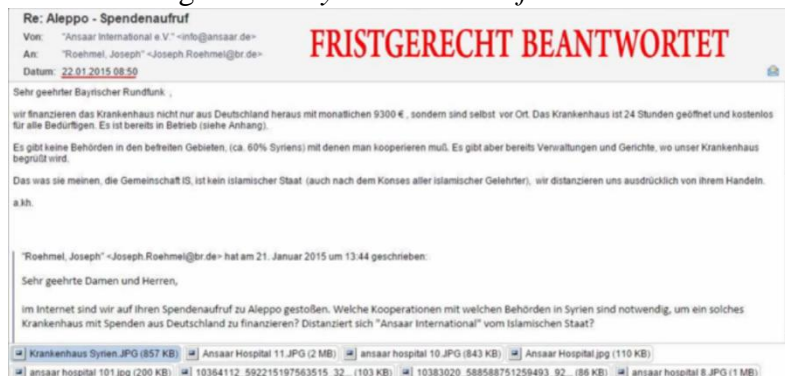 Re: Aleppo - Spendenaufruf
Von: "Ansaar International e.V." <info@ansaar.de>
An: "Roehmel, Joseph" <Joseph.Roehmel@br.de>
Datum: 22.01.2015 08:50
FRISTGERECHT BEANTWORTET
Sehr geehrter Bayrischer Rundfunk ,
wir finanzieren das Krankenhaus nicht nur aus Deutschland heraus mit monatlichen 9300 € , sondern sind selbst vor Ort. Das Krankenhaus ist 24 Stunden geöffnet und kostenlos
für alle Bedürftigen. Es ist bereits in Betrieb (siehe Anhang).
Es gibt keine Behörden in den befreiten Gebieten, (ca. 60% Syriens) mit denen man kooperieren muß. Es gibt aber bereits Verwaltungen und Gerichte, wo unser Krankenhaus
begrüßt wird.
Das was sie meinen, die Gemeinschaft IS, ist kein islamischer Staat (auch nach dem Konses aller islamischer Gelehrter), wir distanzieren uns ausdrücklich von ihrem Handeln.
a.kh.
"Roehmel, Joseph" <Joseph.Roehmel@br.de> hat am 21. Januar 2015 um 13:44 geschrieben:
Sehr geehrte Damen und Herren,
im Internet sind wir auf Ihren Spendenaufruf zu Aleppo gestoßen. Welche Kooperationen mit welchen Behörden in Syrien sind notwendig, um ein solches
Krankenhaus mit Spenden aus Deutschland zu finanzieren? Distanziert sich "Ansaar International" vom Islamischen Staat?
Krankenhaus Syrien.JPG (857 KB) Ansaar Hospital 11.JPG (2 MB) ansaar hospital 10.JPG (843 KB) Ansaar Hospital.jpg (110 KB)
ansaar hospital 101.jpg (200 KB) 10364112_592215197563515_32... (103 KB) 10383020_588588751259493_92... (86 KB) ansaar hospital 8.JPG (1 MB)